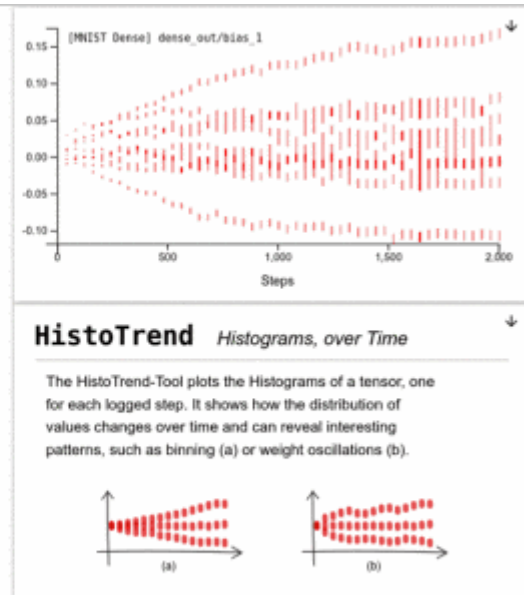 [MNIST Dense] dense_out/bias_1
0.15
0.10
0.05
0.00
-0.05
-0.10
0 500 1,000 1,500 2,000
Steps
HistoTrend Histograms, over Time
The HistoTrend-Tool plots the Histograms of a tensor, one
for each logged step. It shows how the distribution of
values changes over time and can reveal interesting
patterns, such as binning (a) or weight oscillations (b).
(a) (b)